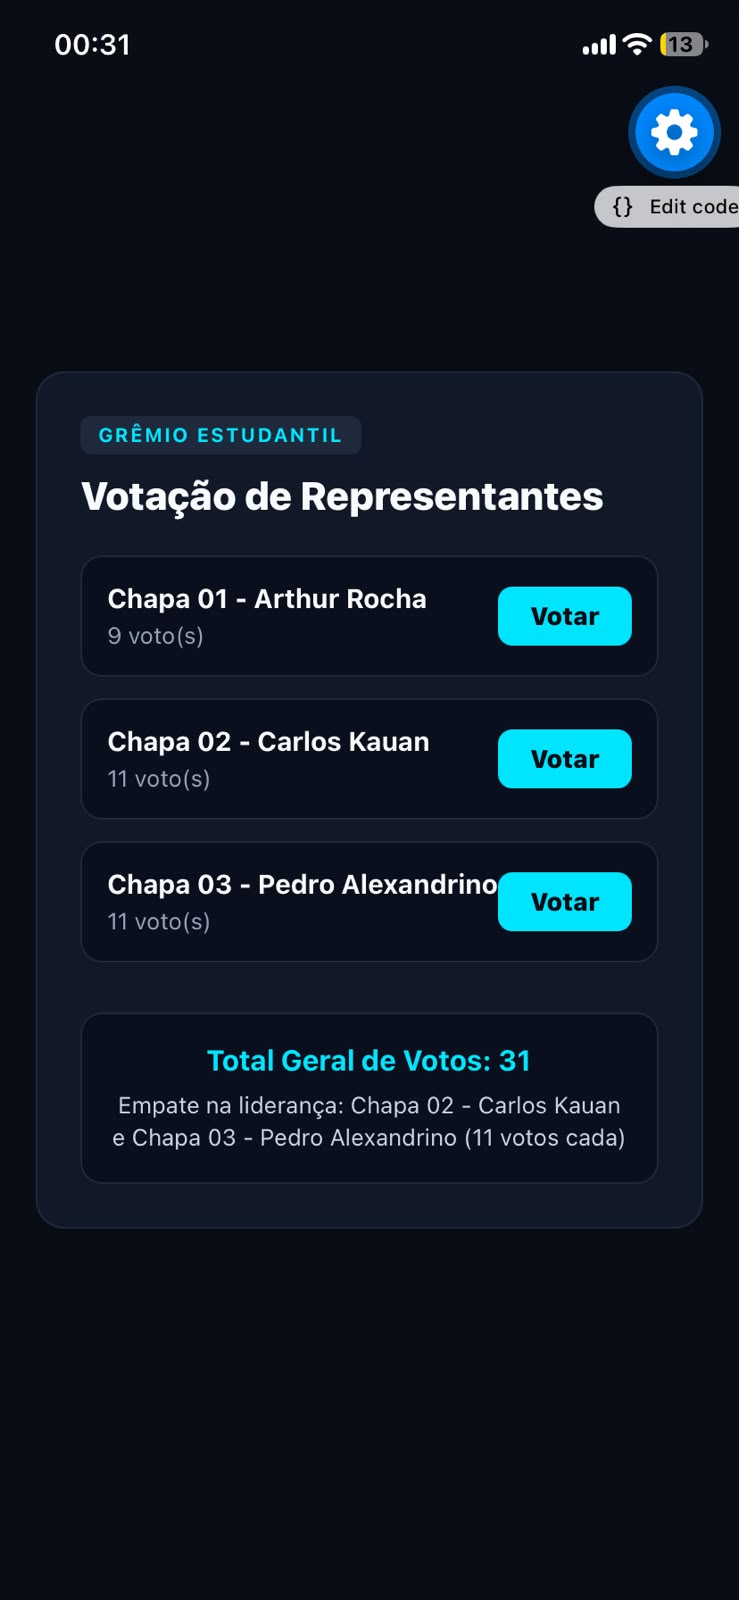 00:31
13
{} Edit code
GRÊMIO ESTUDANTIL
Votação de Representantes
Chapa 01 - Arthur Rocha
9 voto(s)
Votar
Chapa 02 - Carlos Kauan
11 voto(s)
Votar
Chapa 03 - Pedro Alexandrino
11 voto(s)
Votar
Total Geral de Votos: 31
Empate na liderança: Chapa 02 - Carlos Kauan
e Chapa 03 - Pedro Alexandrino (11 votos cada)